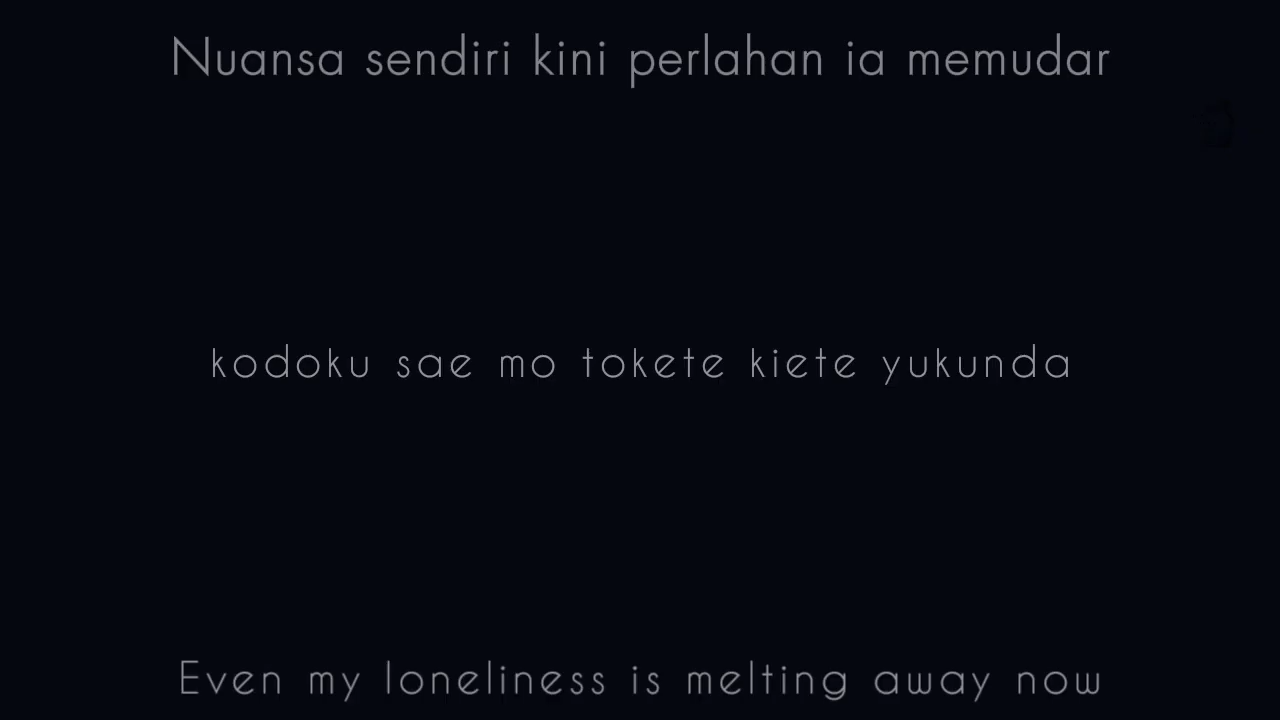 Nuansa sendiri kini perlahan ia memudar
kodoku sae mo tokete kiete yukunda
Even my loneliness is melting away now